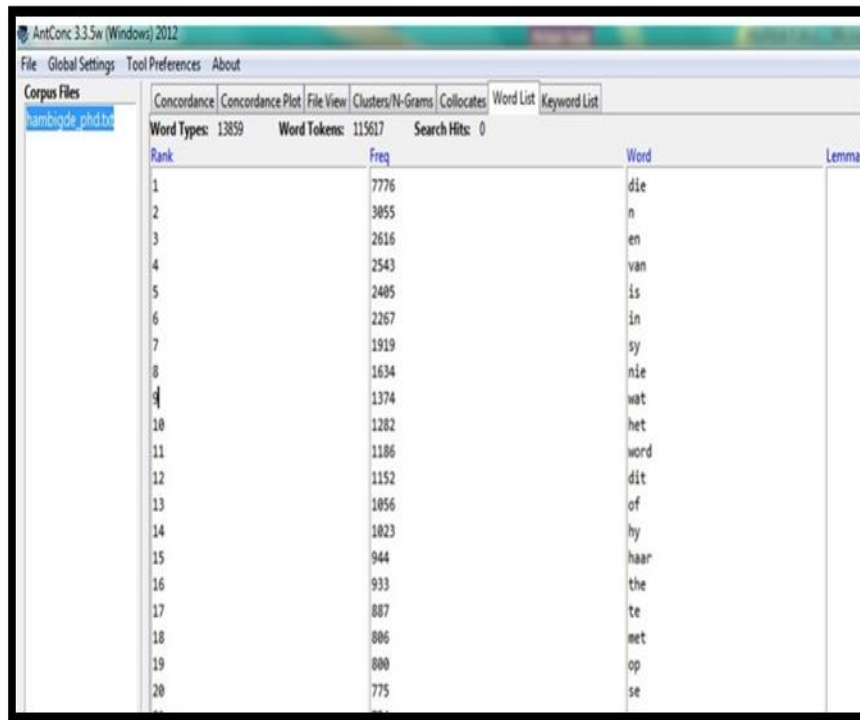 AntConc 3.3.5w (Windows) 2012
File Global Settings Tool Preferences About
Corpus Files
hambigde_phd.txt
Concordance Concordance Plot File View Clusters/N-Grams Collocates Word List Keyword List
Word Types: 13859 Word Tokens: 115617 Search Hits: 0
Rank Freq Word Lemma
1 7776 die
2 3055 n
3 2616 en
4 2543 van
5 2405 is
6 2267 in
7 1919 sy
8 1634 nie
9 1374 wat
10 1282 het
11 1186 word
12 1152 dit
13 1056 of
14 1023 hy
15 944 haar
16 933 the
17 887 te
18 806 met
19 800 op
20 775 se